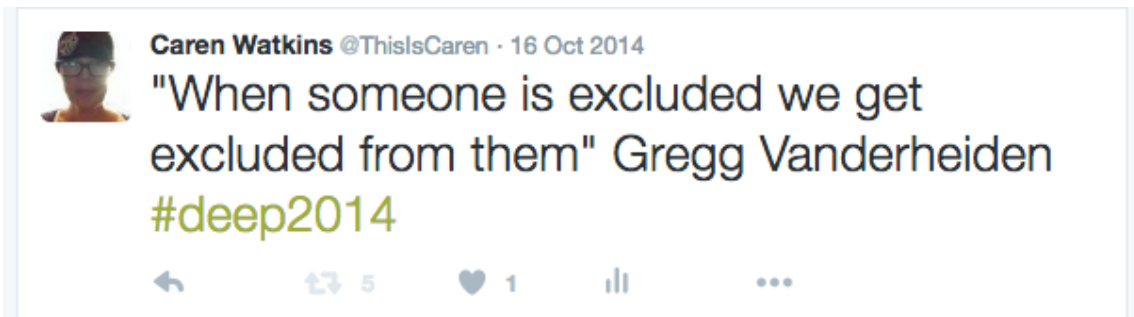 Caren Watkins @ThisIsCaren · 16 Oct 2014
"When someone is excluded we get
excluded from them" Gregg Vanderheiden
#deep2014
5 1